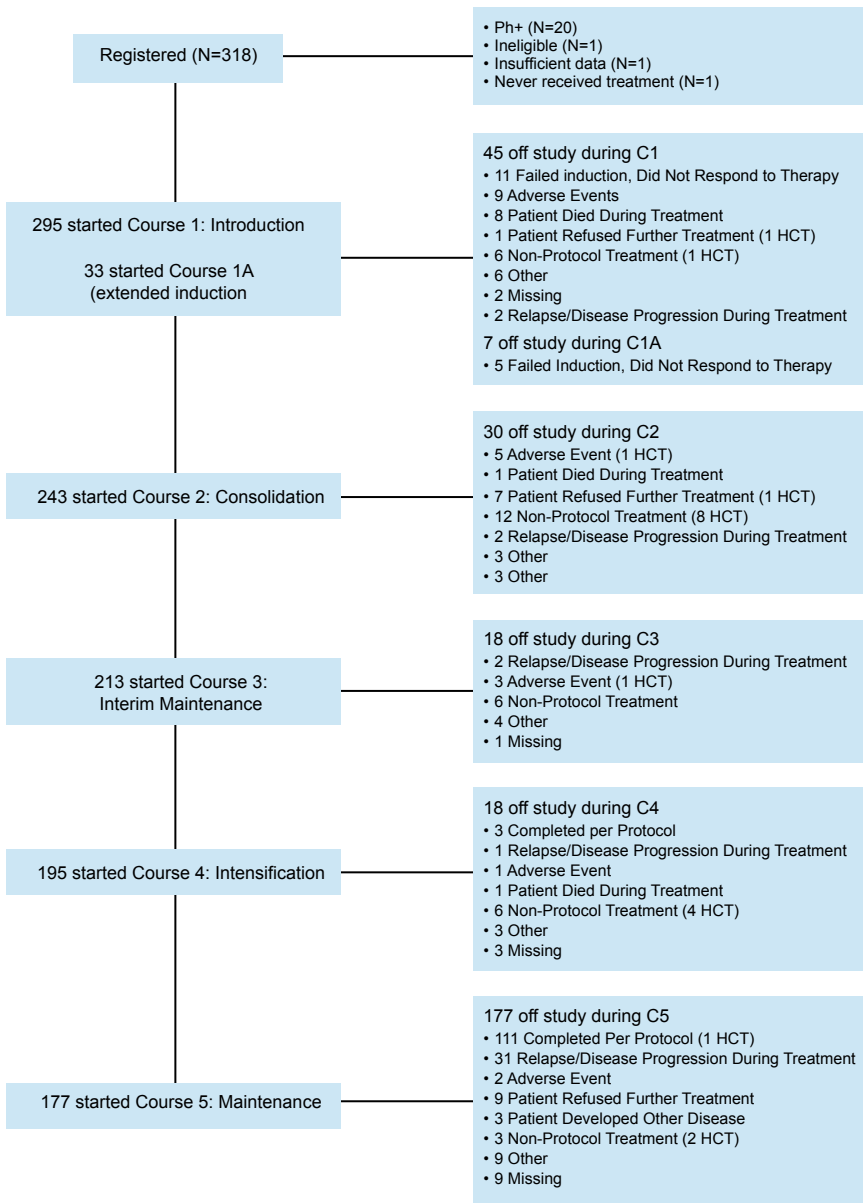 Registered (N=318)
• Ph+ (N=20)
• Ineligible (N=1)
• Insufficient data (N=1)
• Never received treatment (N=1)
295 started Course 1: Introduction
33 started Course 1A
(extended induction
45 off study during C1
• 11 Failed induction, Did Not Respond to Therapy
• 9 Adverse Events
• 8 Patient Died During Treatment
• 1 Patient Refused Further Treatment (1 HCT)
• 6 Non-Protocol Treatment (1 HCT)
• 6 Other
• 2 Missing
• 2 Relapse/Disease Progression During Treatment
7 off study during C1A
• 5 Failed Induction, Did Not Respond to Therapy
243 started Course 2: Consolidation
30 off study during C2
• 5 Adverse Event (1 HCT)
• 1 Patient Died During Treatment
• 7 Patient Refused Further Treatment (1 HCT)
• 12 Non-Protocol Treatment (8 HCT)
• 2 Relapse/Disease Progression During Treatment
• 3 Other
• 3 Other
213 started Course 3:
Interim Maintenance
18 off study during C3
• 2 Relapse/Disease Progression During Treatment
• 3 Adverse Event (1 HCT)
• 6 Non-Protocol Treatment
• 4 Other
• 1 Missing
195 started Course 4: Intensification
18 off study during C4
• 3 Completed per Protocol
• 1 Relapse/Disease Progression During Treatment
• 1 Adverse Event
• 1 Patient Died During Treatment
• 6 Non-Protocol Treatment (4 HCT)
• 3 Other
• 3 Missing
177 started Course 5: Maintenance
177 off study during C5
• 111 Completed Per Protocol (1 HCT)
• 31 Relapse/Disease Progression During Treatment
• 2 Adverse Event
• 9 Patient Refused Further Treatment
• 3 Patient Developed Other Disease
• 3 Non-Protocol Treatment (2 HCT)
• 9 Other
• 9 Missing